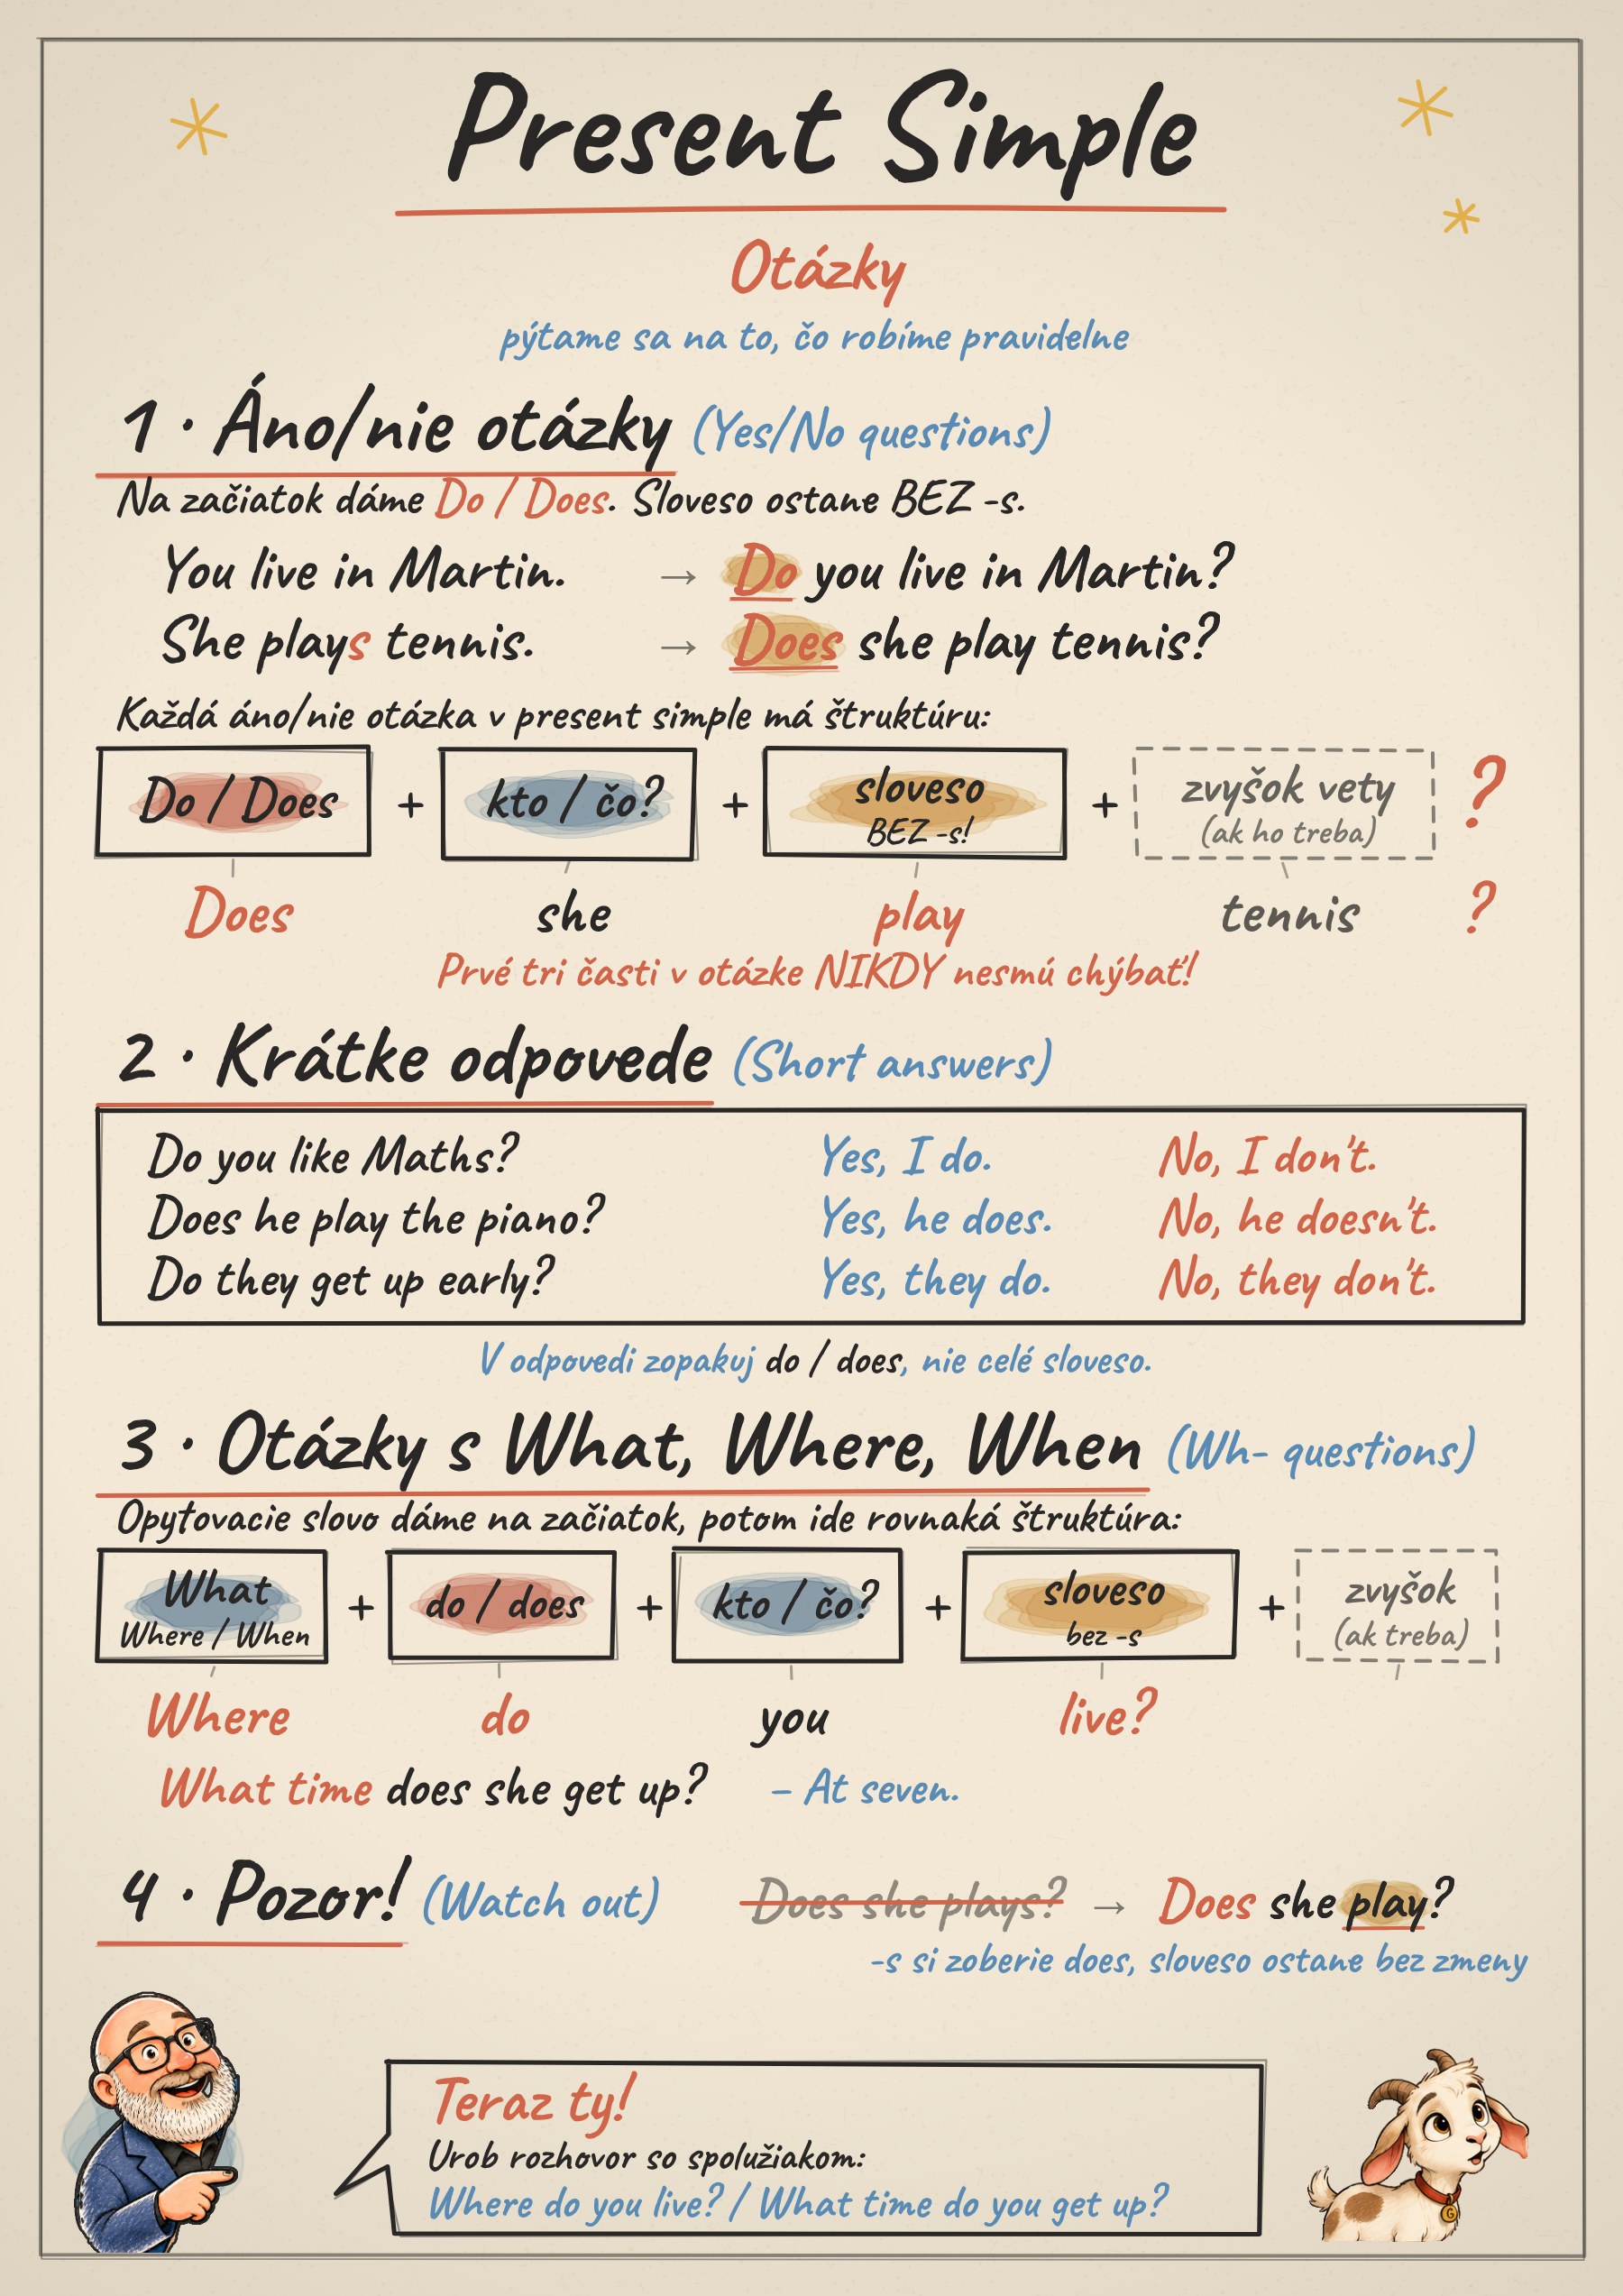 Present Simple
Otázky
pýtame sa na to, čo robíme pravidelne
1 · Áno/nie otázky (Yes/No questions)
Na začiatok dáme Do / Does. Sloveso ostane BEZ -s.
You live in Martin. → Do you live in Martin?
She plays tennis. → Does she play tennis?
Každá áno/nie otázka v present simple má štruktúru:
Do / Does + kto / čo? + sloveso + zvyšok vety ?
BEZ -s! (ak ho treba)
Does she play tennis ?
Prvé tri časti v otázke NIKDY nesmú chýbať!
2 · Krátke odpovede (Short answers)
Do you like Maths? Yes, I do. No, I don't.
Does he play the piano? Yes, he does. No, he doesn't.
Do they get up early? Yes, they do. No, they don't.
V odpovedi zopakuj do / does, nie celé sloveso.
3 · Otázky s What, Where, When (Wh- questions)
Opytovacie slovo dáme na začiatok, potom ide rovnaká štruktúra:
What + do / does + kto / čo? + sloveso + zvyšok
Where / When bez -s (ak treba)
Where do you live?
What time does she get up? – At seven.
4 · Pozor! (Watch out) Does she plays? → Does she play?
-s si zoberie does, sloveso ostane bez zmeny
Teraz ty!
Urob rozhovor so spolužiakom:
Where do you live? / What time do you get up?
G